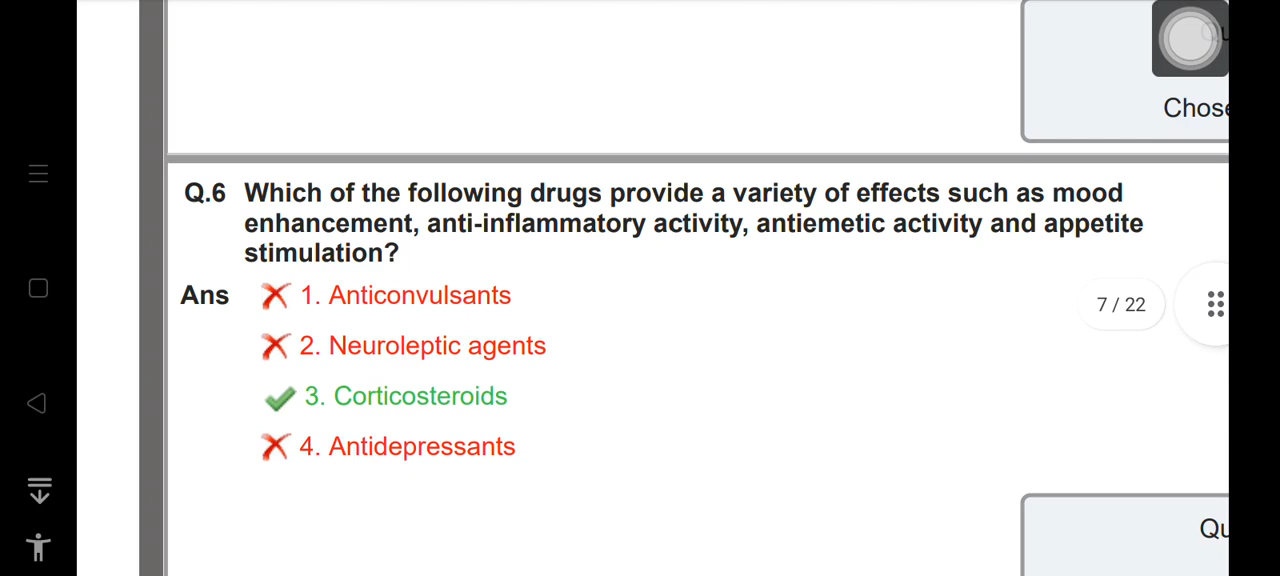 Chose
Q.6 Which of the following drugs provide a variety of effects such as mood
enhancement, anti-inflammatory activity, antiemetic activity and appetite
stimulation?
Ans 1. Anticonvulsants
7 / 22
2. Neuroleptic agents
3. Corticosteroids
4. Antidepressants
Qu